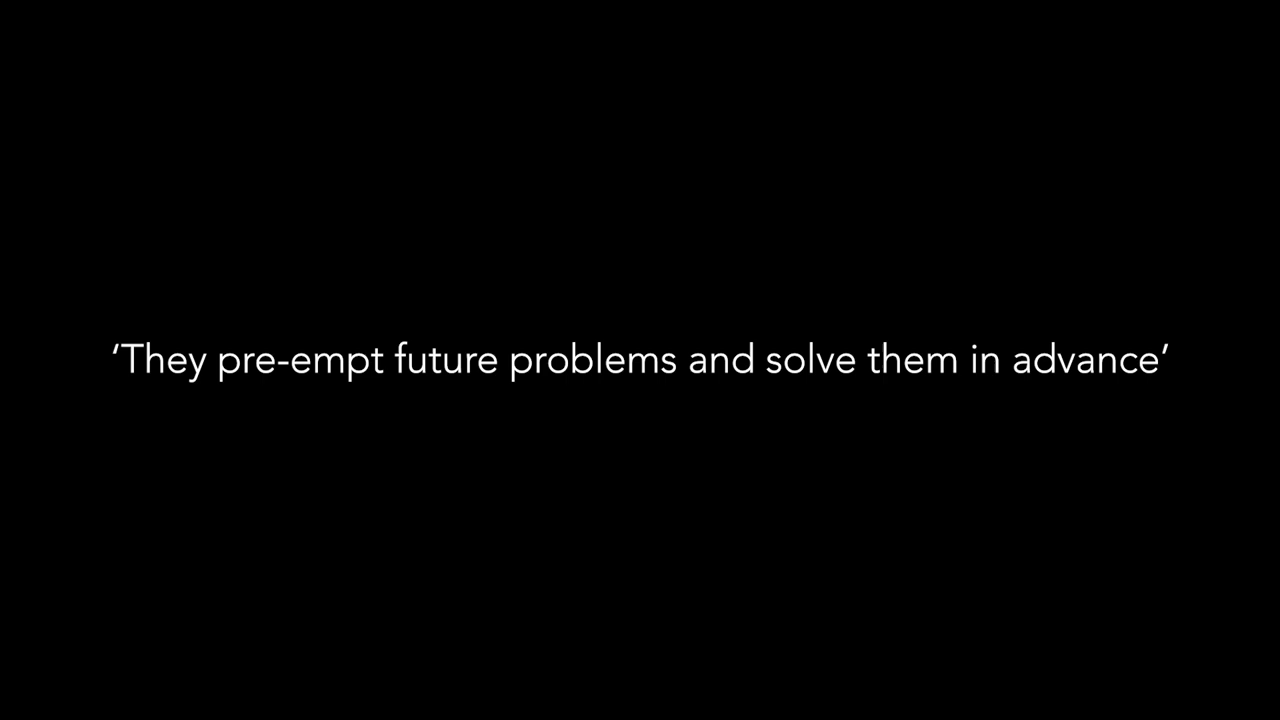 ‘They pre-empt future problems and solve them in advance’